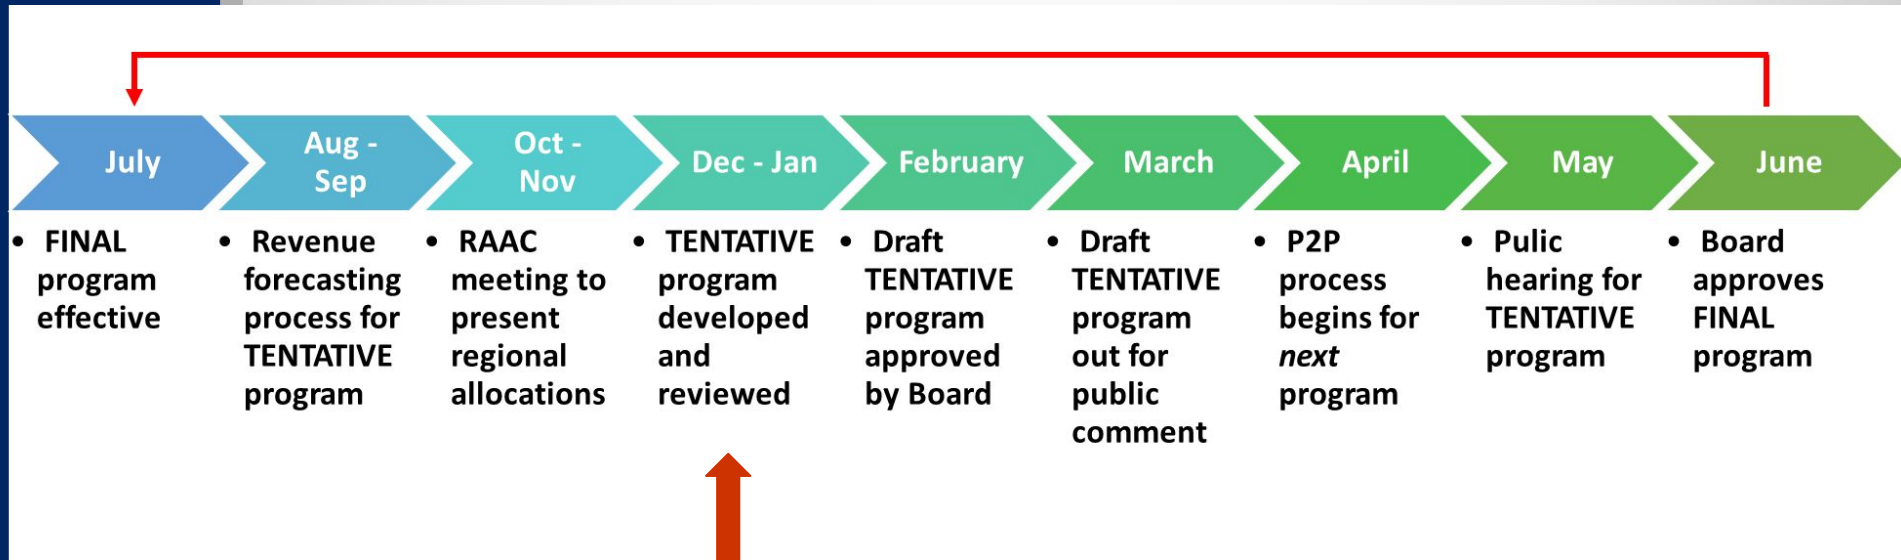 July
Aug -
Sep
Oct -
Nov
Dec - Jan
February
March
April
May
June
• FINAL
program
effective
• Revenue
forecasting
process for
TENTATIVE
program
• RAAC
meeting to
present
regional
allocations
• TENTATIVE
program
developed
and
reviewed
• Draft
TENTATIVE
program
approved
by Board
• Draft
TENTATIVE
program
out for
public
comment
• P2P
process
begins for
next
program
• Pulic
hearing for
TENTATIVE
program
• Board
approves
FINAL
program